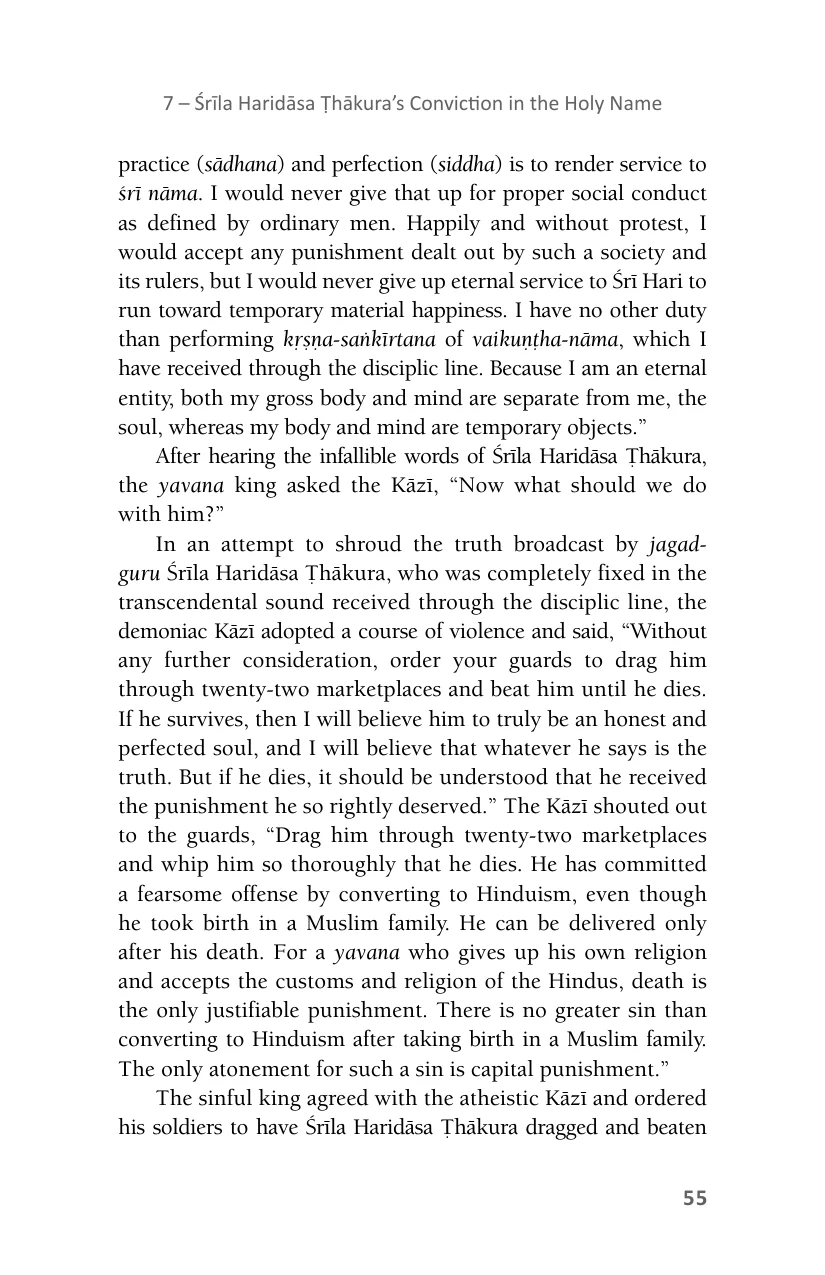 7 – Śrīla Haridāsa Ṭhākura’s Conviction in the Holy Name
practice (sādhana) and perfection (siddha) is to render service to
śrī nāma. I would never give that up for proper social conduct
as defined by ordinary men. Happily and without protest, I
would accept any punishment dealt out by such a society and
its rulers, but I would never give up eternal service to Śrī Hari to
run toward temporary material happiness. I have no other duty
than performing kṛṣṇa-saṅkīrtana of vaikuṇṭha-nāma, which I
have received through the disciplic line. Because I am an eternal
entity, both my gross body and mind are separate from me, the
soul, whereas my body and mind are temporary objects.”
After hearing the infallible words of Śrīla Haridāsa Ṭhākura,
the yavana king asked the Kāzī, “Now what should we do
with him?”
In an attempt to shroud the truth broadcast by jagad-
guru Śrīla Haridāsa Ṭhākura, who was completely fixed in the
transcendental sound received through the disciplic line, the
demoniac Kāzī adopted a course of violence and said, “Without
any further consideration, order your guards to drag him
through twenty-two marketplaces and beat him until he dies.
If he survives, then I will believe him to truly be an honest and
perfected soul, and I will believe that whatever he says is the
truth. But if he dies, it should be understood that he received
the punishment he so rightly deserved.” The Kāzī shouted out
to the guards, “Drag him through twenty-two marketplaces
and whip him so thoroughly that he dies. He has committed
a fearsome offense by converting to Hinduism, even though
he took birth in a Muslim family. He can be delivered only
after his death. For a yavana who gives up his own religion
and accepts the customs and religion of the Hindus, death is
the only justifiable punishment. There is no greater sin than
converting to Hinduism after taking birth in a Muslim family.
The only atonement for such a sin is capital punishment.”
The sinful king agreed with the atheistic Kāzī and ordered
his soldiers to have Śrīla Haridāsa Ṭhākura dragged and beaten
55